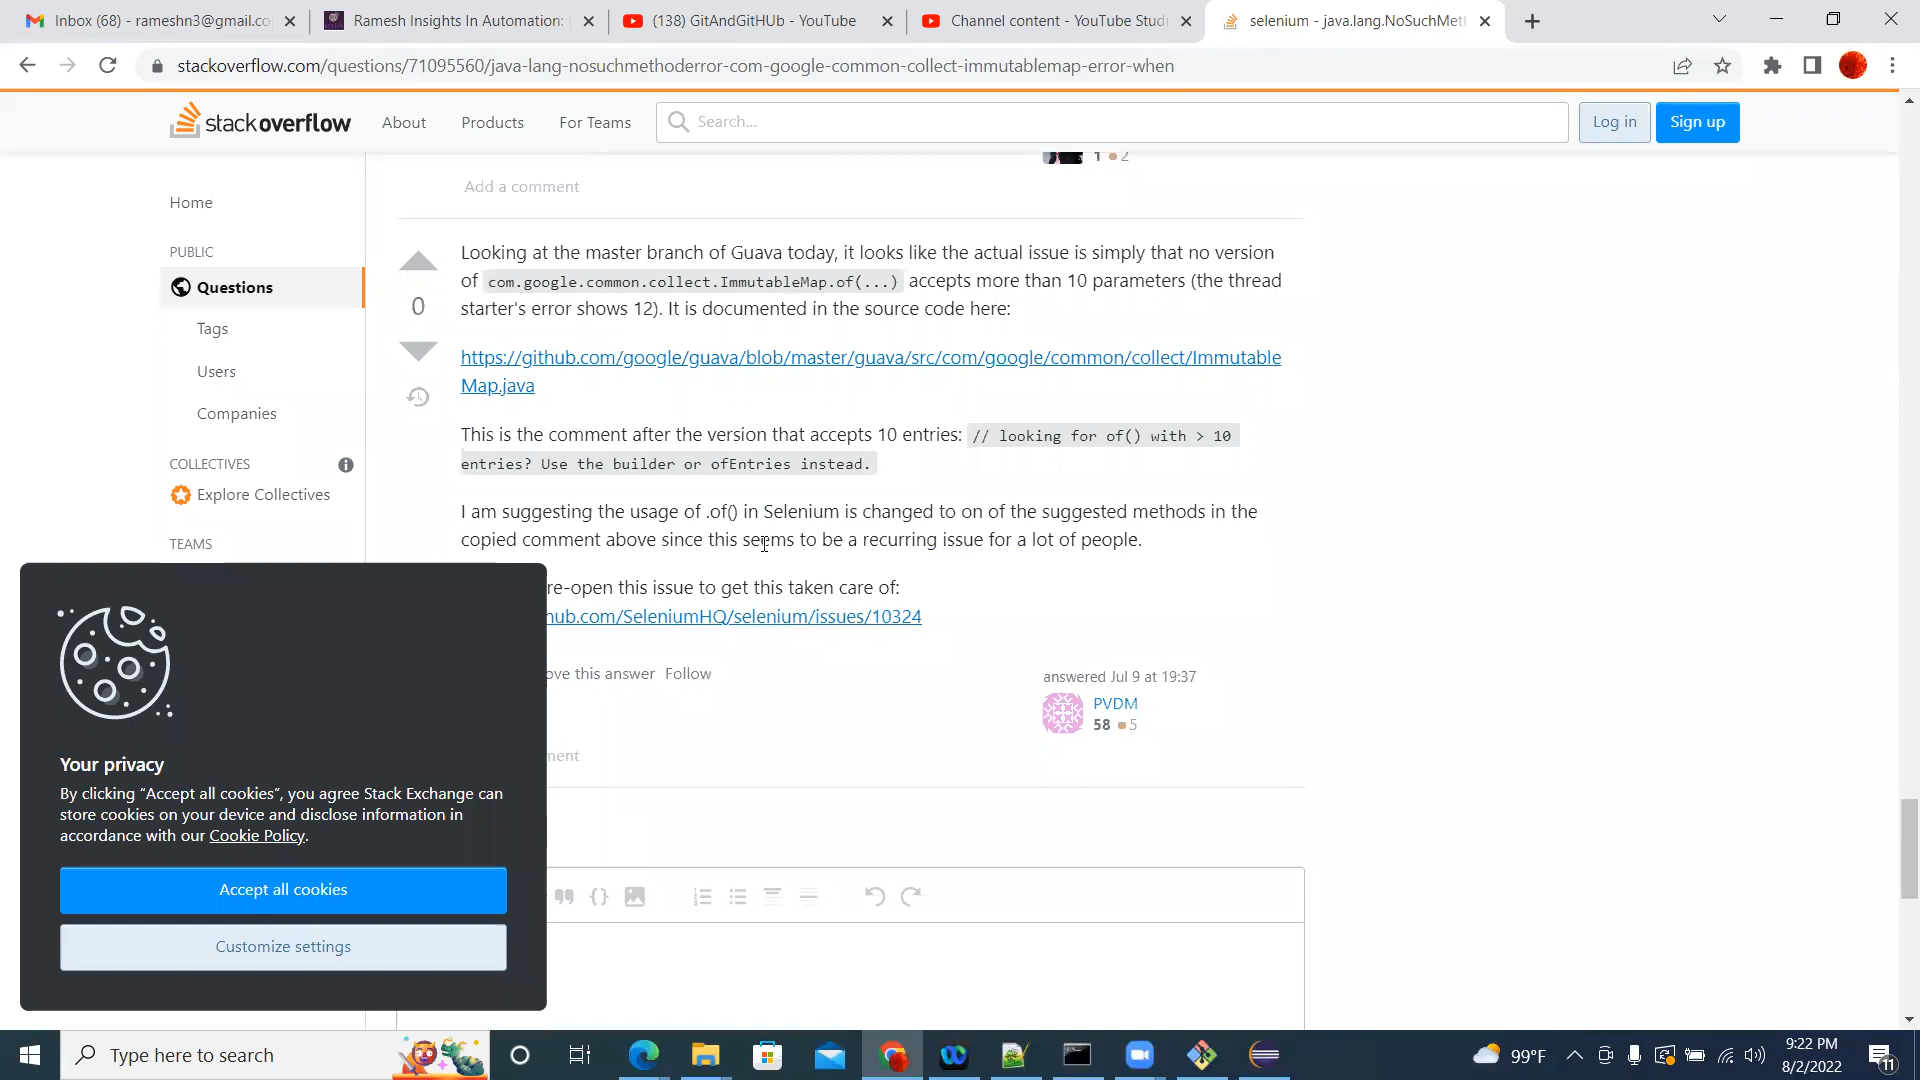 Inbox (68) - rameshn3@gmail.co
Ramesh Insights In Automation:
(138) GitAndGitHUb - YouTube
Channel content - YouTube Stud
selenium - java.lang.NoSuchMet
stackoverflow.com/questions/71095560/java-lang-nosuchmethoderror-com-google-common-collect-immutablemap-error-when
stackoverflow
About
Products
For Teams
Search...
Log in
Sign up
1 2
Add a comment
Home
PUBLIC
Questions
Tags
Users
Companies
COLLECTIVES
Explore Collectives
TEAMS
Looking at the master branch of Guava today, it looks like the actual issue is simply that no version
of com.google.common.collect.ImmutableMap.of(...) accepts more than 10 parameters (the thread
starter's error shows 12). It is documented in the source code here:
0
https://github.com/google/guava/blob/master/guava/src/com/google/common/collect/Immutable
Map.java
This is the comment after the version that accepts 10 entries: // looking for of() with > 10
entries? Use the builder or ofEntries instead.
I am suggesting the usage of .of() in Selenium is changed to on of the suggested methods in the
copied comment above since this seems to be a recurring issue for a lot of people.
re-open this issue to get this taken care of:
hub.com/SeleniumHQ/selenium/issues/10324
ove this answer Follow
answered Jul 9 at 19:37
PVDM
58 5
ment
Your privacy
By clicking “Accept all cookies”, you agree Stack Exchange can
store cookies on your device and disclose information in
accordance with our Cookie Policy.
Accept all cookies
Customize settings
Type here to search
99°F
9:22 PM
8/2/2022
11